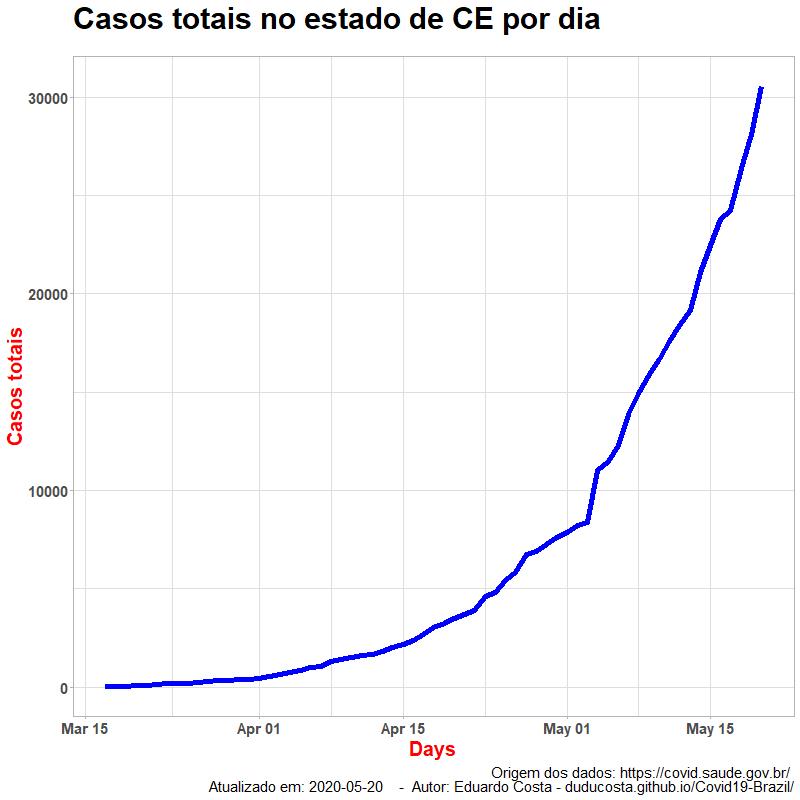 Casos totais no estado de CE por dia
30000
20000
10000
0
Casos totais
Mar 15
Apr 01
Apr 15
May 01
May 15
Days
Origem dos dados: https://covid.saude.gov.br/
Atualizado em: 2020-05-20 - Autor: Eduardo Costa - duducosta.github.io/Covid19-Brazil/